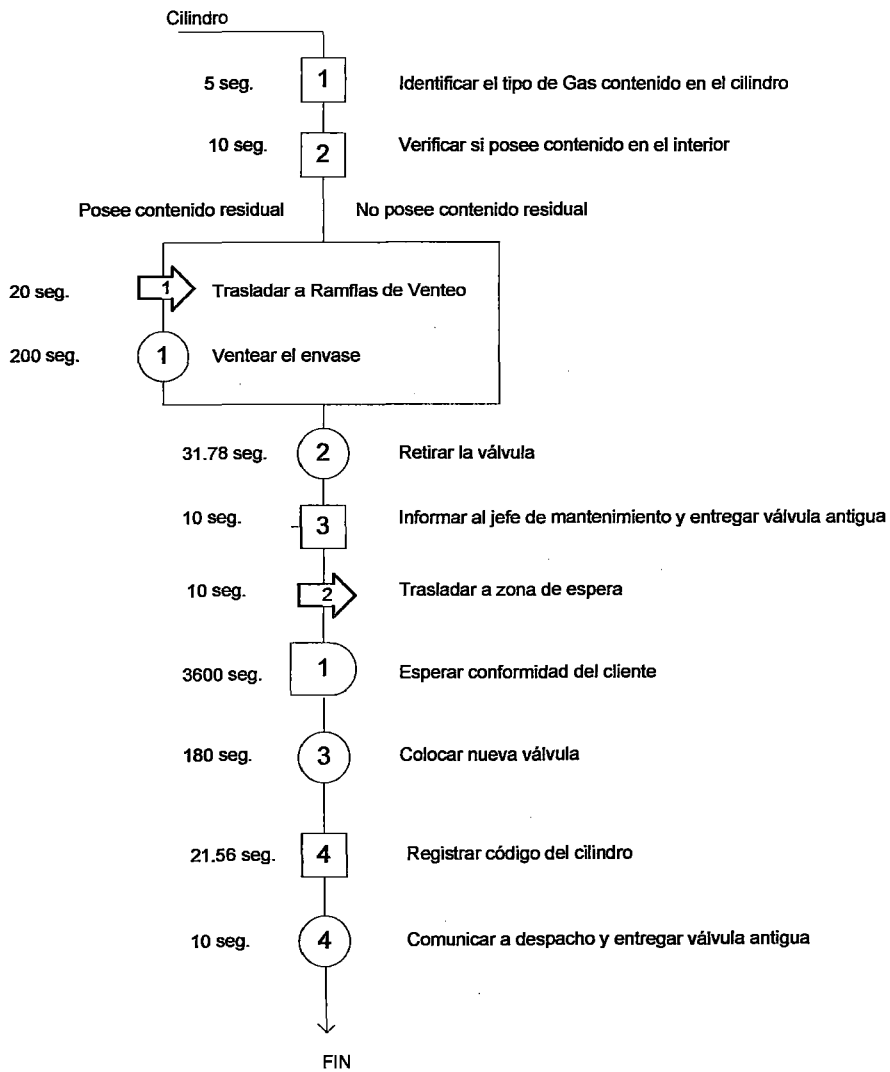 Cilindro
5 seg. 1 Identificar el tipo de Gas contenido en el cilindro
10 seg. 2 Verificar si posee contenido en el interior
Posee contenido residual No posee contenido residual
20 seg. 1 Trasladar a Ramflas de Venteo
200 seg. 1 Ventear el envase
31.78 seg. 2 Retirar la válvula
10 seg. 3 Informar al jefe de mantenimiento y entregar válvula antigua
10 seg. 2 Trasladar a zona de espera
3600 seg. 1 Esperar conformidad del cliente
180 seg. 3 Colocar nueva válvula
21.56 seg. 4 Registrar código del cilindro
10 seg. 4 Comunicar a despacho y entregar válvula antigua
FIN